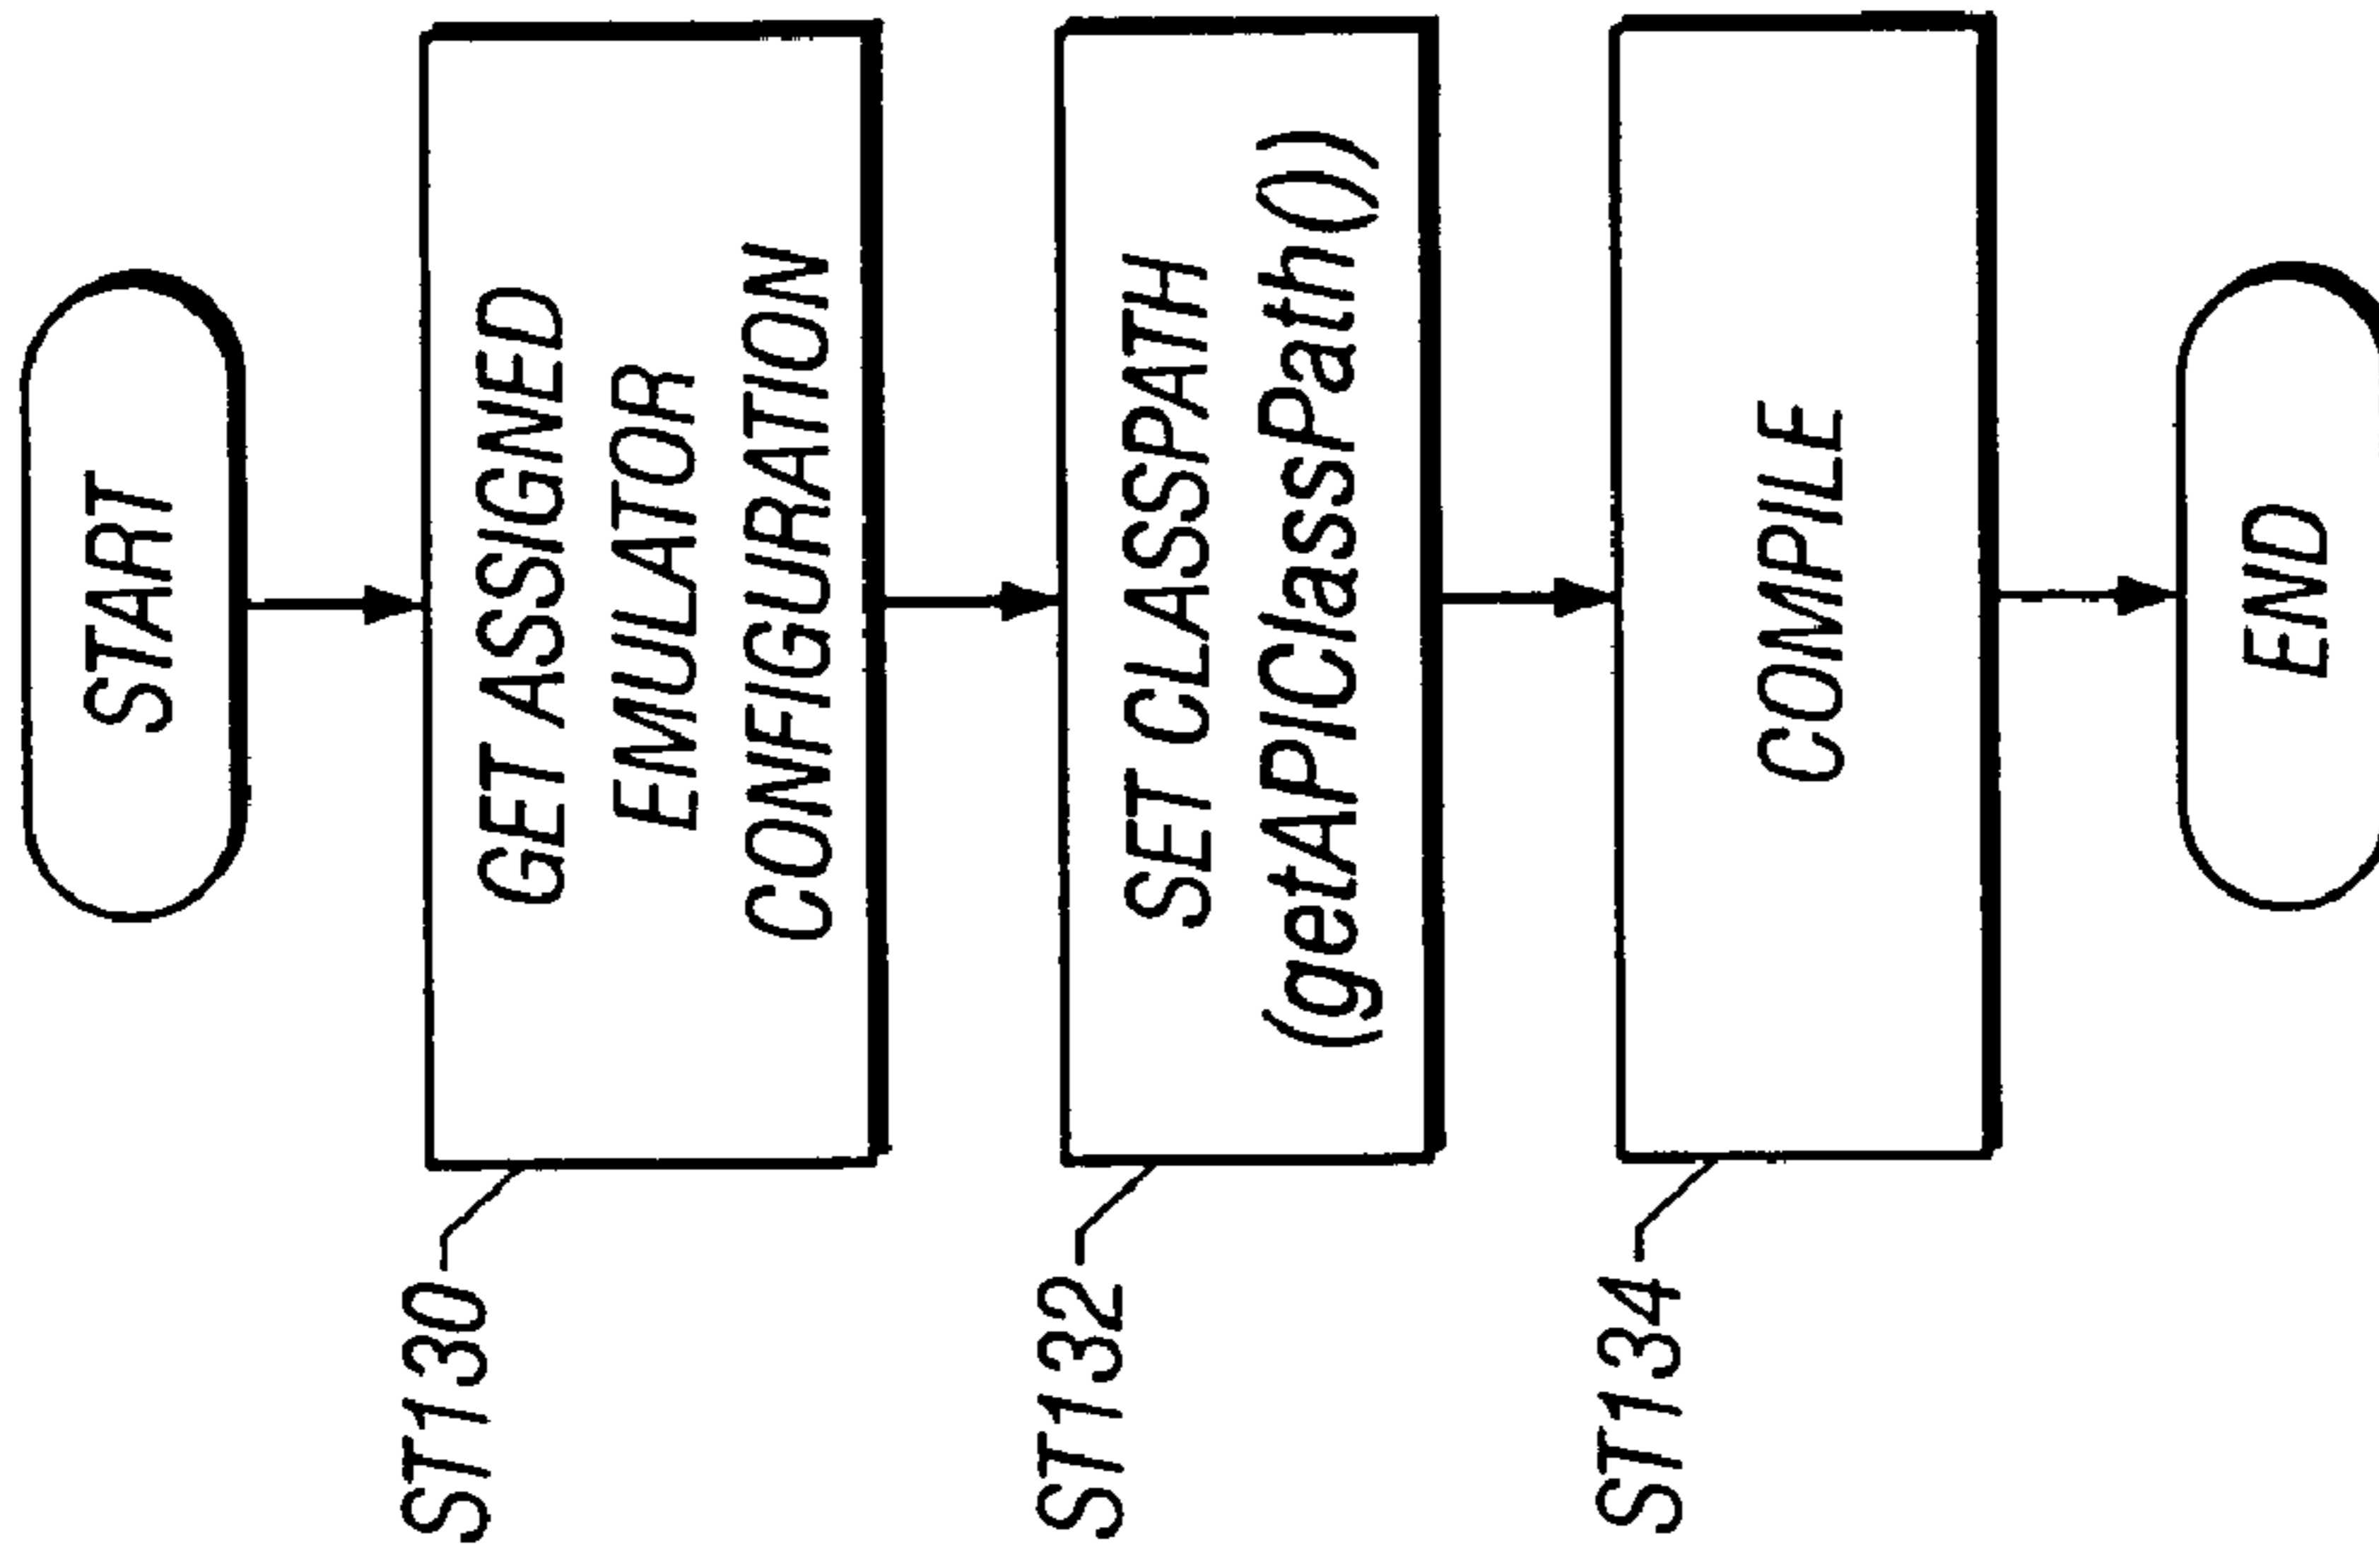 START
ST130
GET ASSIGNED
EMULATOR
CONFIGURATION
ST132
SET CLASSPATH
(getAPIClassPath())
ST134
COMPILE
END